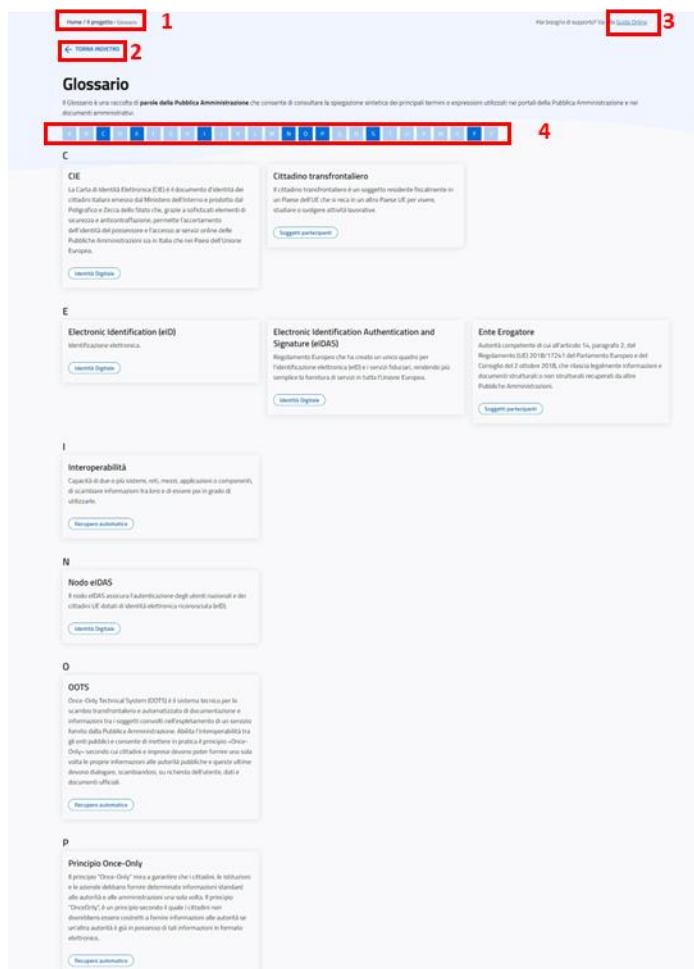 Home / Il progetto / Glossario
1
Hai bisogno di supporto? Vai alla Guida Online
3
← TORNA INDIETRO
2
Glossario
Il Glossario è una raccolta di parole della Pubblica Amministrazione che consente di consultare la spiegazione sintetica dei principali termini o espressioni utilizzati nei portali della Pubblica Amministrazione e nei
documenti amministrativi.
A B C D E F G H I J K L M N O P Q R S T U V W X Y Z
4
C
CIE
La Carta di Identità Elettronica (CIE) è il documento d'identità dei
cittadini italiani emesso dal Ministero dell'Interno e prodotto dal
Poligrafico e Zecca dello Stato che, grazie a sofisticati elementi di
sicurezza e anticontraffazione, permette l'accertamento
dell'identità del possessore e l'accesso ai servizi online delle
Pubbliche Amministrazioni sia in Italia che nei Paesi dell'Unione
Europea.
Identità Digitale
Cittadino transfrontaliero
Il cittadino transfrontaliero è un soggetto residente fiscalmente in
un Paese dell'UE che si reca in un altro Paese UE per vivere,
studiare o svolgere attività lavorative.
Soggetti partecipanti
E
Electronic Identification (eID)
Identificazione elettronica.
Identità Digitale
Electronic Identification Authentication and
Signature (eIDAS)
Regolamento Europeo che ha creato un unico quadro per
l'identificazione elettronica (eID) e i servizi fiduciari, rendendo più
semplice la fornitura di servizi in tutta l'Unione Europea.
Identità Digitale
Ente Erogatore
Autorità competente di cui all'articolo 14, paragrafo 2, del
Regolamento (UE) 2018/17241 del Parlamento Europeo e del
Consiglio del 2 ottobre 2018, che rilascia legalmente informazioni e
documenti strutturati o non strutturati recuperati da altre
Pubbliche Amministrazioni.
Soggetti partecipanti
I
Interoperabilità
Capacità di due o più sistemi, reti, mezzi, applicazioni o componenti,
di scambiare informazioni tra loro e di essere poi in grado di
utilizzarle.
Recupero automatico
N
Nodo eIDAS
Il nodo eIDAS assicura l'autenticazione degli utenti nazionali e dei
cittadini UE dotati di identità elettronica riconosciuta (eID).
Identità Digitale
O
OOTS
Once-Only Technical System (OOTS) è il sistema tecnico per lo
scambio transfrontaliero e automatizzato di documentazione e
informazioni tra i soggetti coinvolti nell'espletamento di un servizio
fornito dalla Pubblica Amministrazione. Abilita l'interoperabilità tra
gli enti pubblici e consente di mettere in pratica il principio «Once-
Only» secondo cui cittadini e imprese devono poter fornire una sola
volta le proprie informazioni alle autorità pubbliche e queste ultime
devono dialogare, scambiandosi, su richiesta dell'utente, dati e
documenti ufficiali.
Recupero automatico
P
Principio Once-Only
Il principio "Once-Only" mira a garantire che i cittadini, le istituzioni
e le aziende debbano fornire determinate informazioni standard
alle autorità e alle amministrazioni una sola volta. Il principio
"OnceOnly", è un principio secondo il quale i cittadini non
dovrebbero essere costretti a fornire informazioni alle autorità se
un'altra autorità è già in possesso di tali informazioni in formato
elettronico.
Recupero automatico